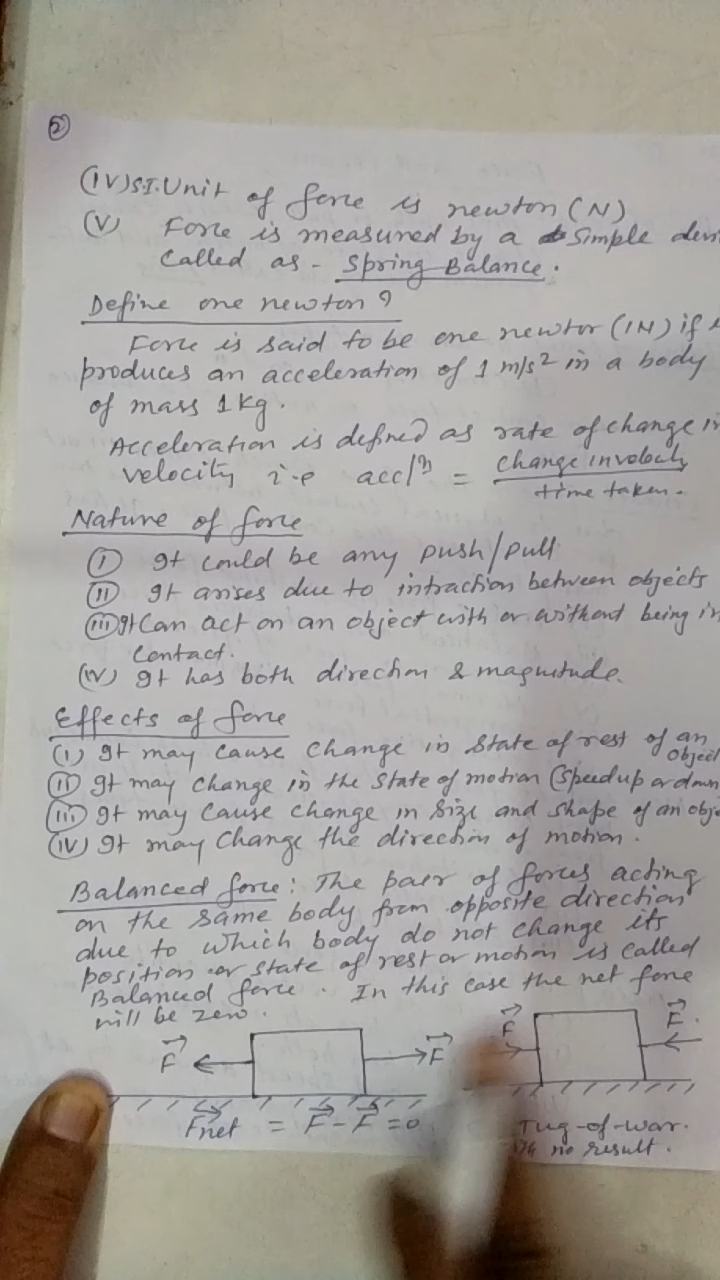 ②
(IV) S.I. Unit of force is newton (N)
(V) Force is measured by a simple
called as - Spring Balance.
Define one newton ?
Force is said to be one newton (1N) if
produces an acceleration of 1 m/s² in a body
of mass 1kg.
Acceleration is defined as rate of change in
velocity i.e accl^n = change in velocity / time taken.
Nature of force
(I) It could be any push/pull
(II) It arises due to intraction between objects
(III) It can act on an object with or without being in
contact.
(IV) It has both direction & magnitude.
Effects of force
(I) It may cause change in state of rest of an object
(II) It may change in the state of motion (speed up or down
(III) It may cause change in size and shape of an
(IV) It may change the direction of motion.
Balanced force: The paer of forces acting
on the same body from opposite direction
due to which body do not change its
position or state of rest or motion is called
Balanced force. In this case the net force
will be zero.
F⃗ F⃗ F⃗ F⃗.
F⃗net = F⃗ - F⃗ = 0
Tug-of-war.
no result.